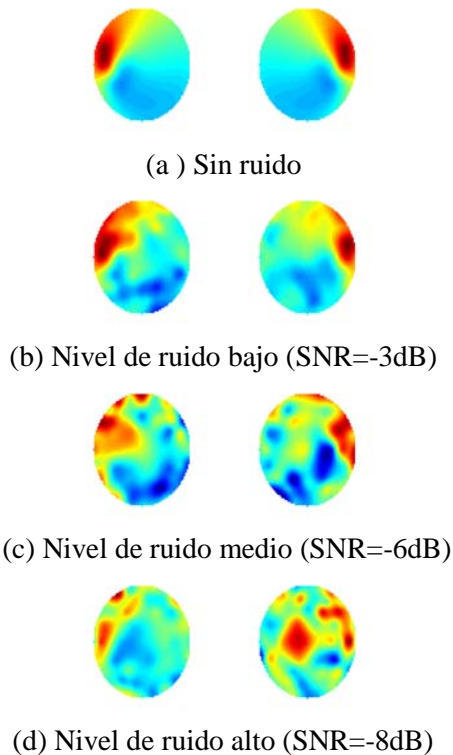 (a ) Sin ruido
(b) Nivel de ruido bajo (SNR=-3dB)
(c) Nivel de ruido medio (SNR=-6dB)
(d) Nivel de ruido alto (SNR=-8dB)